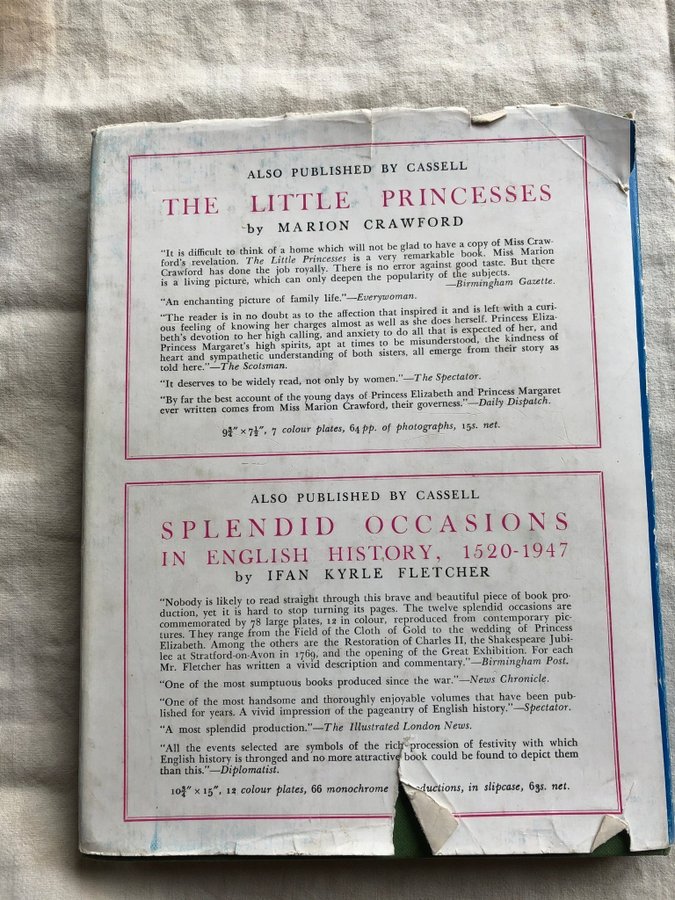 ALSO PUBLISHED BY CASSELL
THE LITTLE PRINCESSES
by MARION CRAWFORD
“It is difficult to think of a home which will not be glad to have a copy of Miss Craw-
ford’s revelation. The Little Princesses is a very remarkable book. Miss Marion
Crawford has done the job royally. There is no error against good taste. But there
is a living picture, which can only deepen the popularity of the subjects.
—Birmingham Gazette.
“An enchanting picture of family life.”—Everywoman.
“The reader is in no doubt as to the affection that inspired it and is left with a curi-
ous feeling of knowing her charges almost as well as she does herself. Princess Eliza-
beth’s devotion to her high calling, and anxiety to do all that is expected of her, and
Princess Margaret’s high spirits, apt at times to be misunderstood, the kindness of
heart and sympathetic understanding of both sisters, all emerge from their story as
told here.”—The Scotsman.
“It deserves to be widely read, not only by women.”—The Spectator.
“By far the best account of the young days of Princess Elizabeth and Princess Margaret
ever written comes from Miss Marion Crawford, their governess.”—Daily Dispatch.
9¾″ × 7½″, 7 colour plates, 64 pp. of photographs, 15s. net.
ALSO PUBLISHED BY CASSELL
SPLENDID OCCASIONS
IN ENGLISH HISTORY, 1520-1947
by IFAN KYRLE FLETCHER
“Nobody is likely to read straight through this brave and beautiful piece of book pro-
duction, yet it is hard to stop turning its pages. The twelve splendid occasions are
commemorated by 78 large plates, 12 in colour, reproduced from contemporary pic-
tures. They range from the Field of the Cloth of Gold to the wedding of Princess
Elizabeth. Among the others are the Restoration of Charles II, the Shakespeare Jubi-
lee at Stratford-on-Avon in 1769, and the opening of the Great Exhibition. For each
Mr. Fletcher has written a vivid description and commentary.”—Birmingham Post.
“One of the most sumptuous books produced since the war.”—News Chronicle.
“One of the most handsome and thoroughly enjoyable volumes that have been pub-
lished for years. A vivid impression of the pageantry of English history.”—Spectator.
“A most splendid production.”—The Illustrated London News.
“All the events selected are symbols of the rich procession of festivity with which
English history is thronged and no more attractive book could be found to depict them
than this.”—Diplomatist.
10¾″ × 15″, 12 colour plates, 66 monochrome ductions, in slipcase, 63s. net.